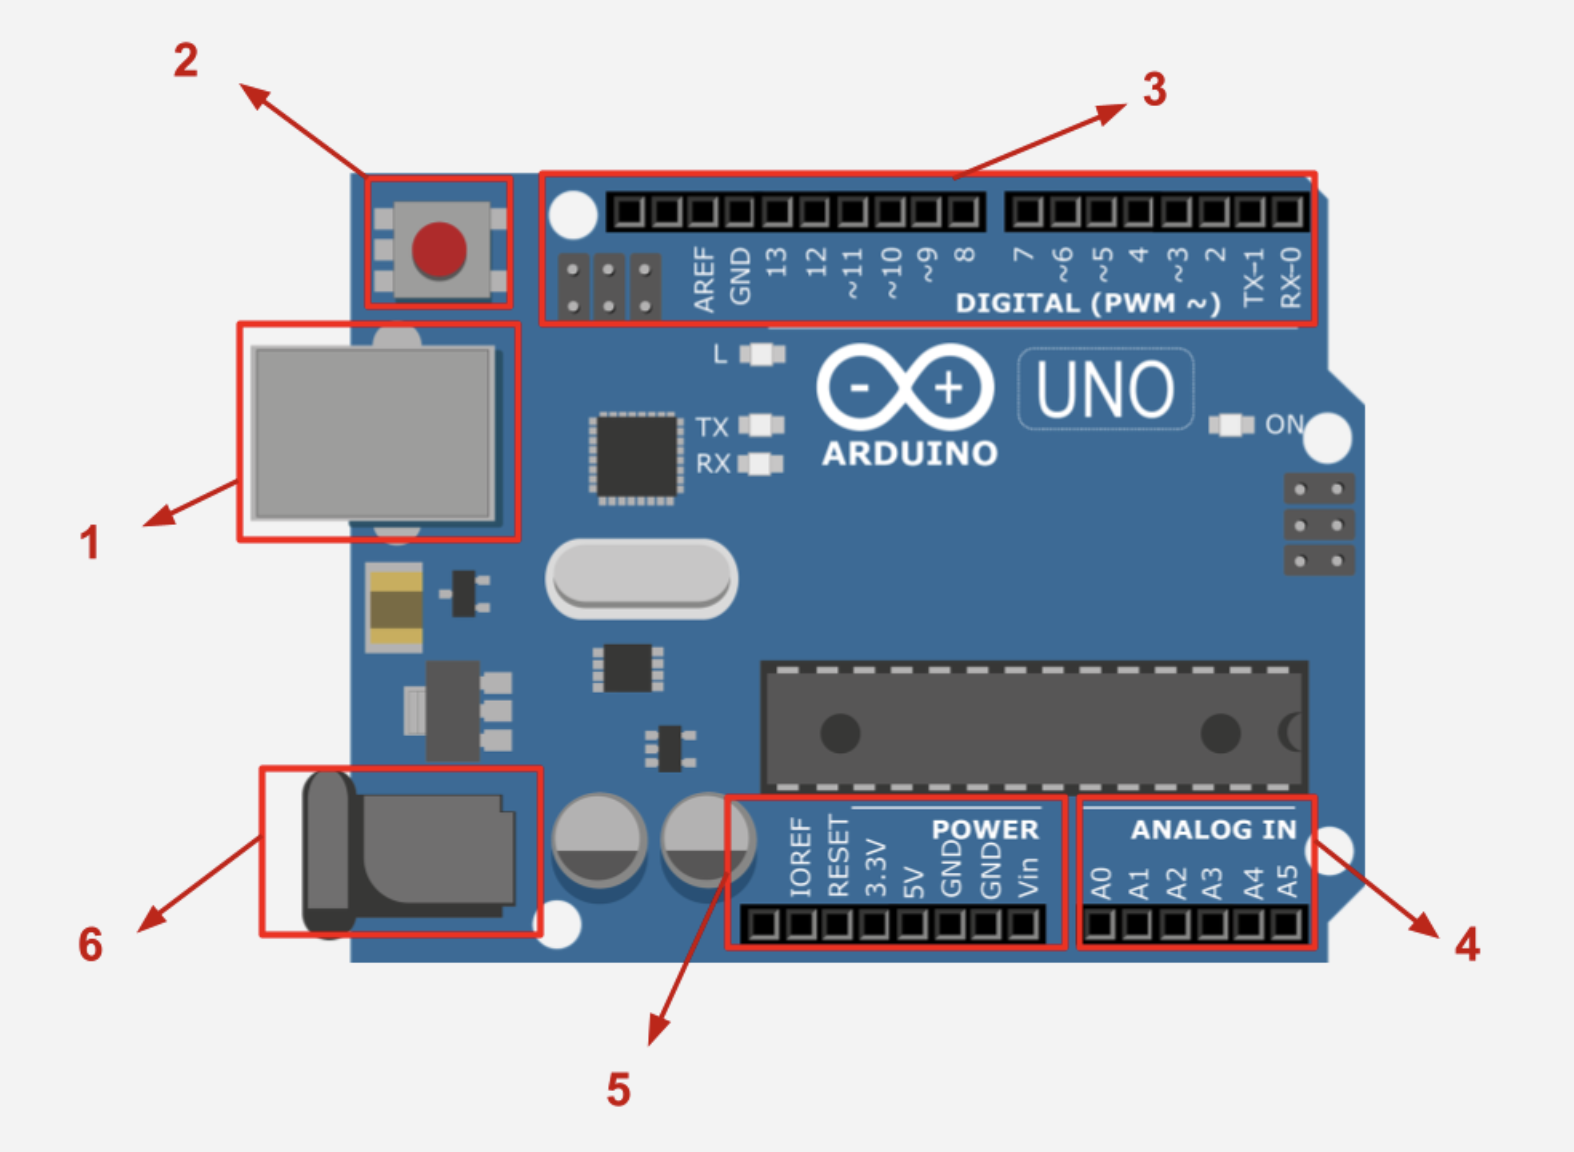 2
3
AREF GND 13 12 ~11 ~10 ~9 8 7 ~6 ~5 4 ~3 2 TX-1 RX-0
DIGITAL (PWM ~)
L
- +
UNO
TX
RX
ARDUINO
ON
1
POWER
IOREF RESET 3.3V 5V GND GND Vin
ANALOG IN
A0 A1 A2 A3 A4 A5
6
4
5